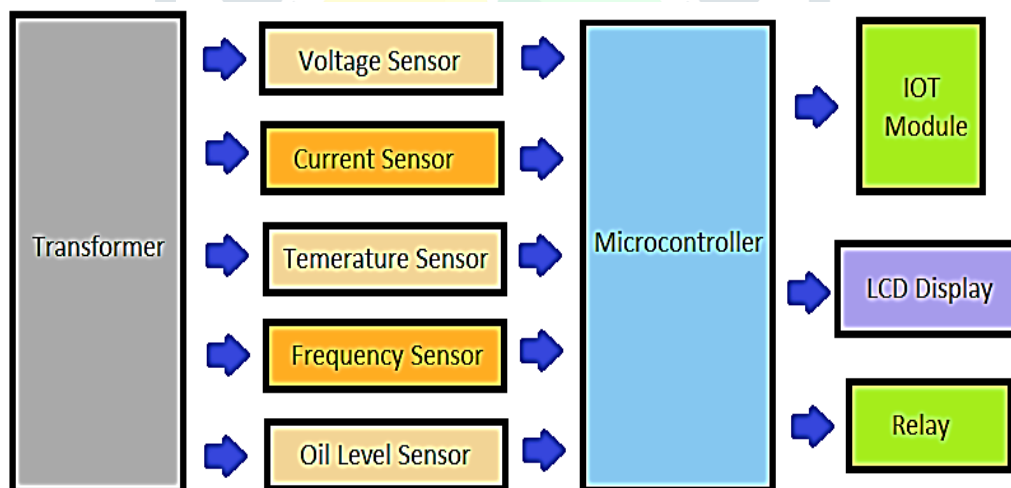 Transformer
Voltage Sensor
Current Sensor
Temerature Sensor
Frequency Sensor
Oil Level Sensor
Microcontroller
IOT
Module
LCD Display
Relay